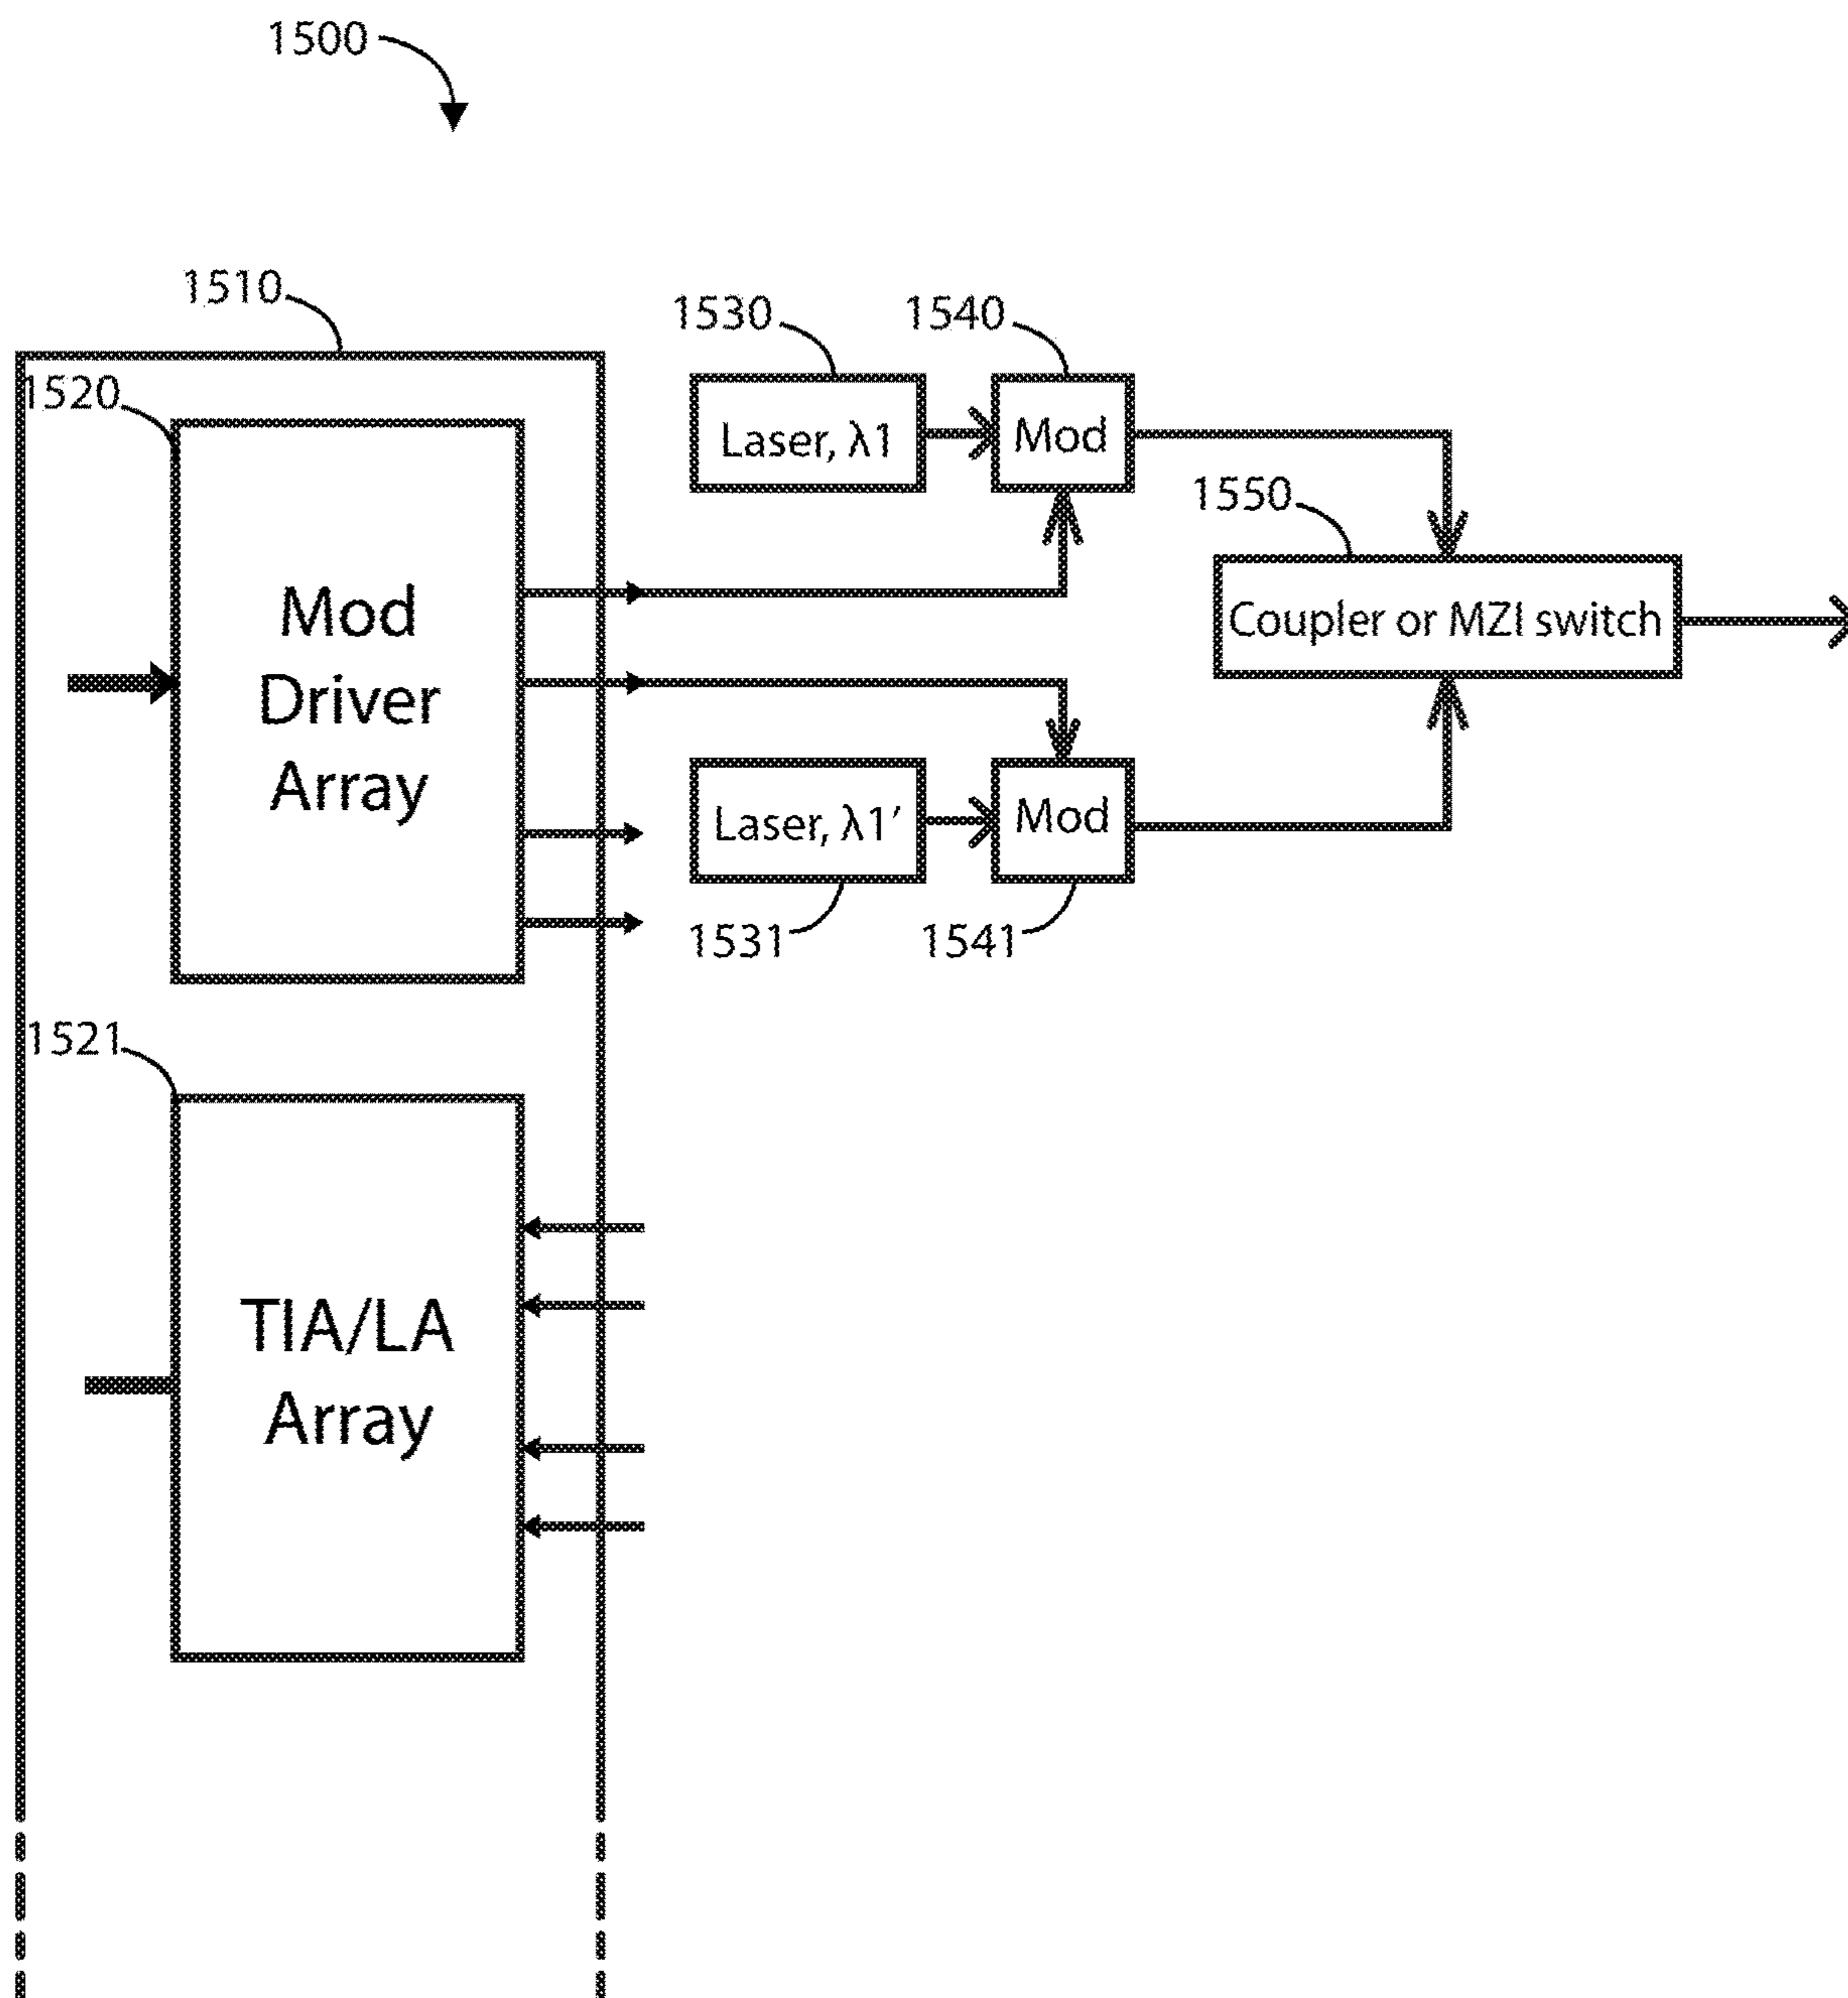 1500
1510
1530
1540
1520
Laser, λ1
Mod
1550
Mod
Driver
Array
Coupler or MZI switch
Laser, λ1′
Mod
1531
1541
1521
TIA/LA
Array